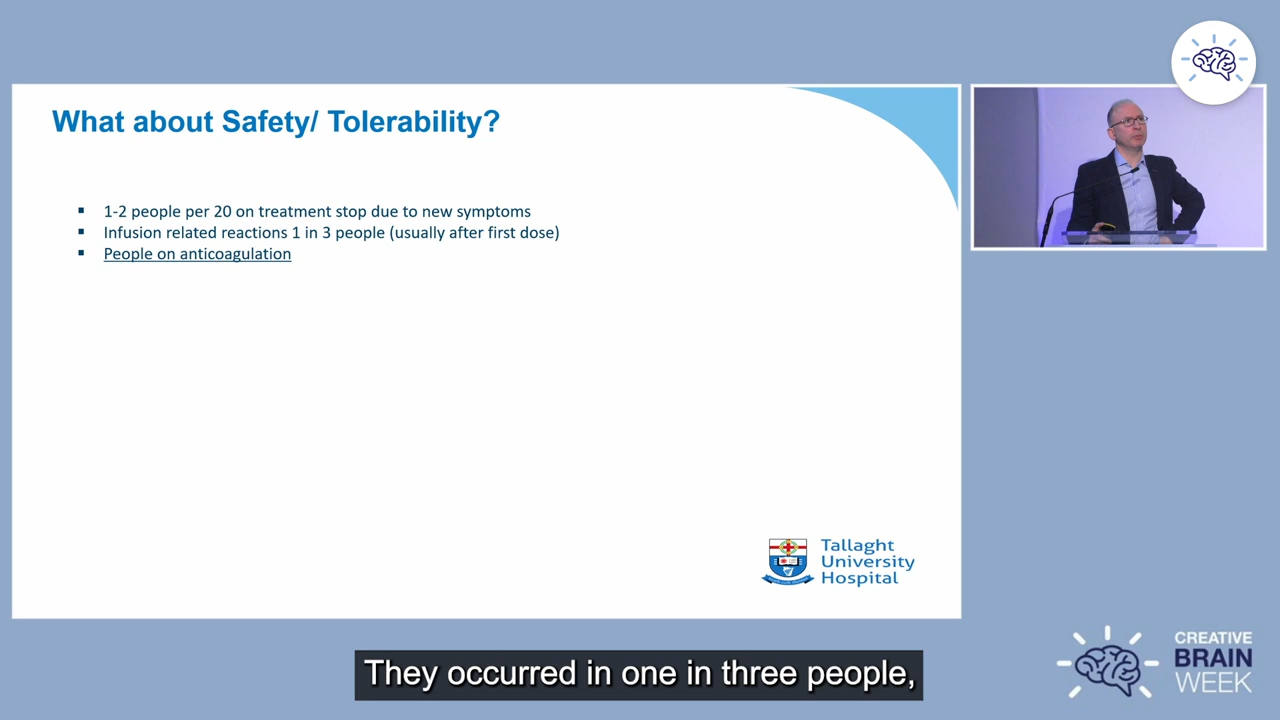 What about Safety/ Tolerability?
▪ 1-2 people per 20 on treatment stop due to new symptoms
▪ Infusion related reactions 1 in 3 people (usually after first dose)
▪ People on anticoagulation
Tallaght
University
Hospital
They occurred in one in three people,
CREATIVE
BRAIN
WEEK